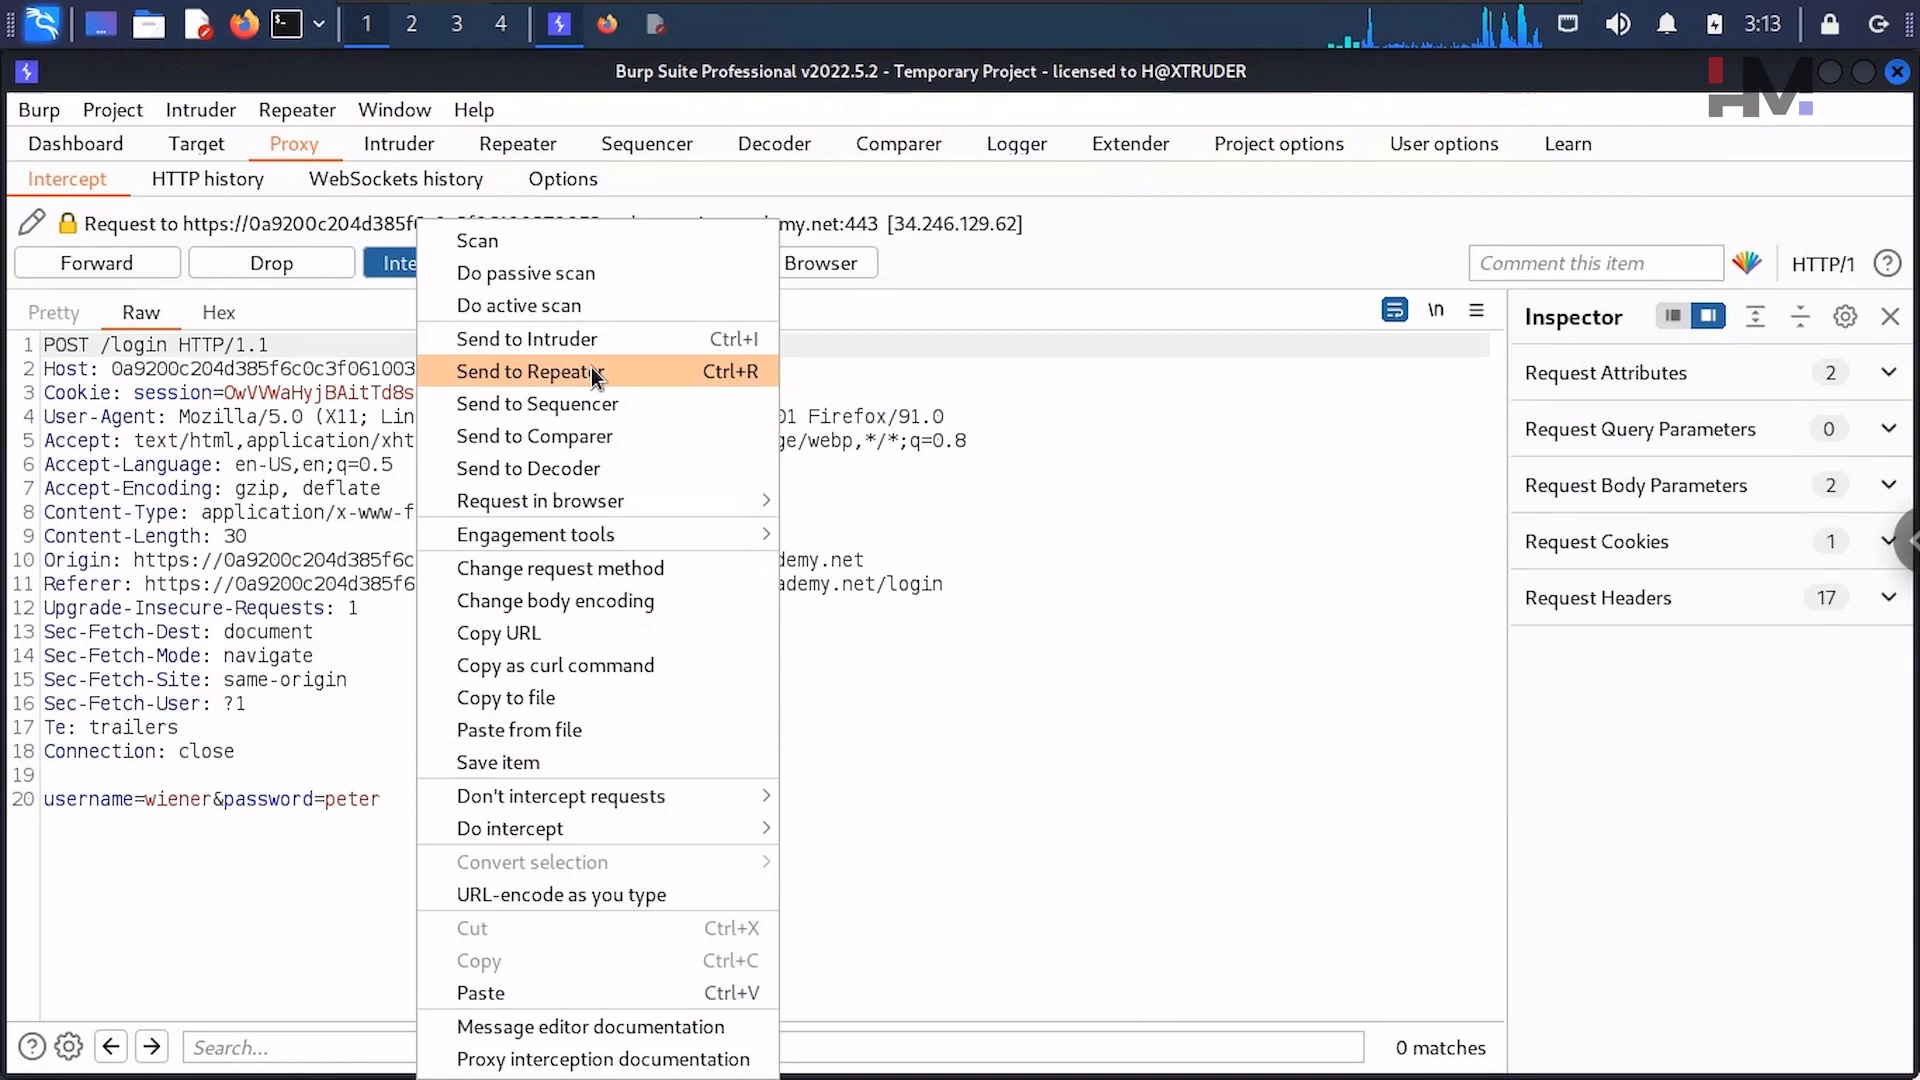 1 2 3 4 3:13
Burp Suite Professional v2022.5.2 - Temporary Project - licensed to H@XTRUDER
HM
Burp Project Intruder Repeater Window Help
Dashboard Target Proxy Intruder Repeater Sequencer Decoder Comparer Logger Extender Project options User options Learn
Intercept HTTP history WebSockets history Options
Request to https://0a9200c204d385f my.net:443 [34.246.129.62]
Forward Drop Inte Browser Comment this item HTTP/1
Pretty Raw Hex \n
1 POST /login HTTP/1.1
2 Host: 0a9200c204d385f6c0c3f061003
3 Cookie: session=OwVVWaHyjBAitTd8s
4 User-Agent: Mozilla/5.0 (X11; Lin 01 Firefox/91.0
5 Accept: text/html,application/xht ge/webp,*/*;q=0.8
6 Accept-Language: en-US,en;q=0.5
7 Accept-Encoding: gzip, deflate
8 Content-Type: application/x-www-f
9 Content-Length: 30
10 Origin: https://0a9200c204d385f6c demy.net
11 Referer: https://0a9200c204d385f6 ademy.net/login
12 Upgrade-Insecure-Requests: 1
13 Sec-Fetch-Dest: document
14 Sec-Fetch-Mode: navigate
15 Sec-Fetch-Site: same-origin
16 Sec-Fetch-User: ?1
17 Te: trailers
18 Connection: close
19
20 username=wiener&password=peter
Scan
Do passive scan
Do active scan
Send to Intruder Ctrl+I
Send to Repeater Ctrl+R
Send to Sequencer
Send to Comparer
Send to Decoder
Request in browser
Engagement tools
Change request method
Change body encoding
Copy URL
Copy as curl command
Copy to file
Paste from file
Save item
Don't intercept requests
Do intercept
Convert selection
URL-encode as you type
Cut Ctrl+X
Copy Ctrl+C
Paste Ctrl+V
Message editor documentation
Proxy interception documentation
Inspector
Request Attributes 2
Request Query Parameters 0
Request Body Parameters 2
Request Cookies 1
Request Headers 17
Search... 0 matches